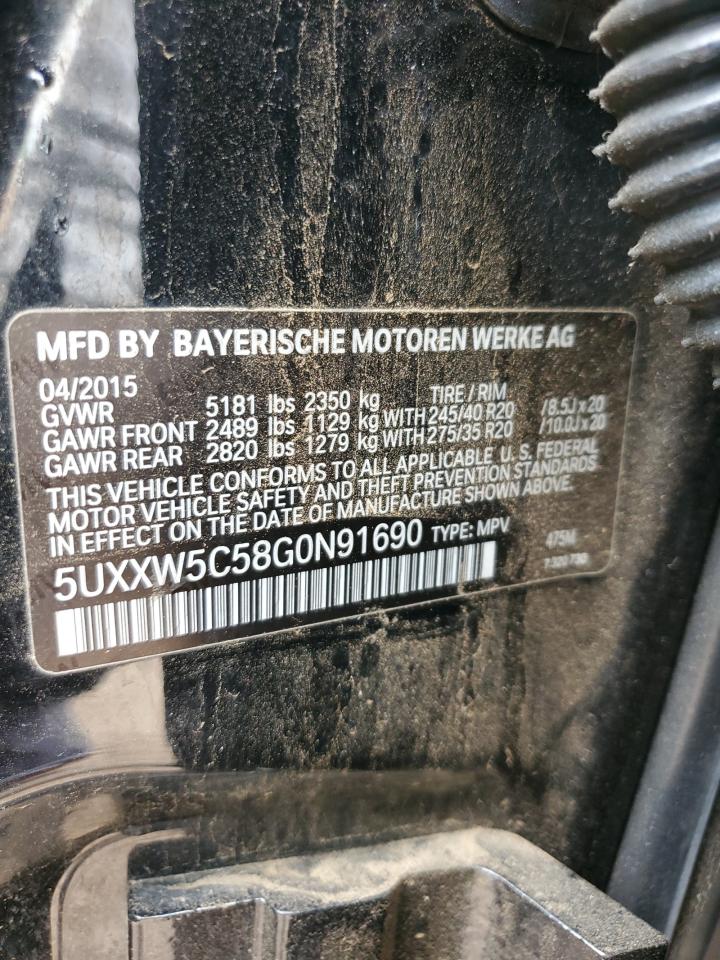 MFD BY BAYERISCHE MOTOREN WERKE AG
04/2015 TIRE / RIM
GVWR 5181 lbs 2350 kg
GAWR FRONT 2489 lbs 1129 kg WITH 245/40 R20 /8.5J x 20
GAWR REAR 2820 lbs 1279 kg WITH 275/35 R20 /10.0J x 20
THIS VEHICLE CONFORMS TO ALL APPLICABLE U. S. FEDERAL
MOTOR VEHICLE SAFETY AND THEFT PREVENTION STANDARDS
IN EFFECT ON THE DATE OF MANUFACTURE SHOWN ABOVE.
5UXXW5C58G0N91690 TYPE: MPV 475M